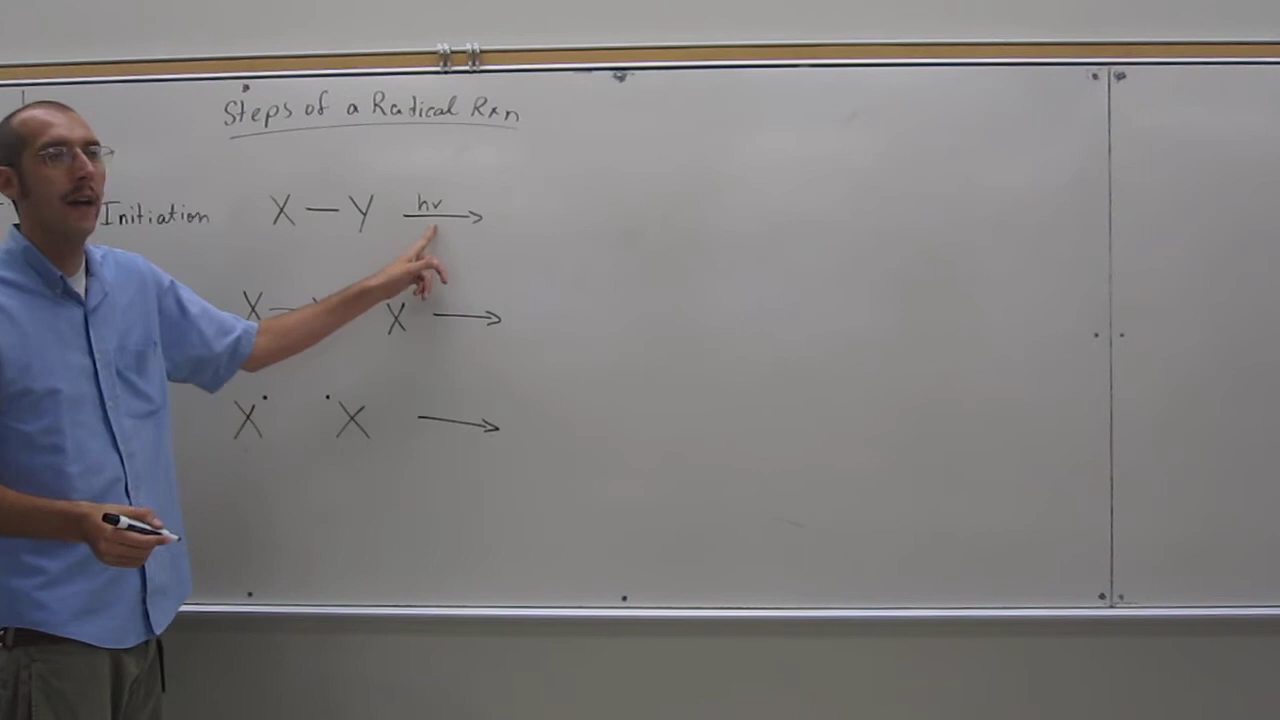 Steps of a Radical Rxn
Initiation X — Y hν →
X — X →
X· ·X →